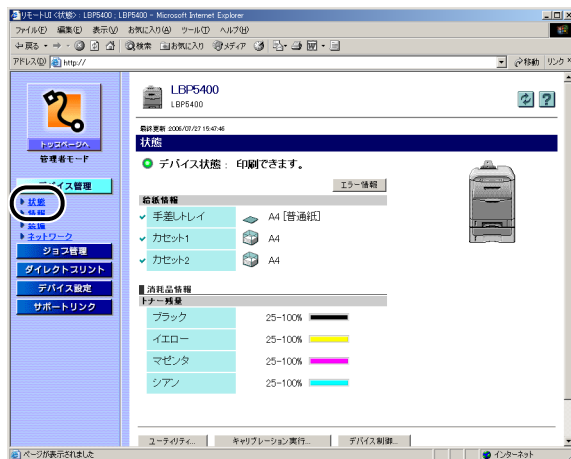 リモートUI <状態> : LBP5400 ; LBP5400 - Microsoft Internet Explorer
ファイル(F) 編集(E) 表示(V) お気に入り(A) ツール(T) ヘルプ(H)
戻る 検索 お気に入り メディア
アドレス(D) http:// 移動 リンク
LBP5400
LBP5400
トップページへ
管理者モード
デバイス管理
状態
情報
装備
ネットワーク
ジョブ管理
ダイレクトプリント
デバイス設定
サポートリンク
最終更新 :2006/07/27 15:47:46
状態
デバイス状態 : 印刷できます。
エラー情報
給紙情報
手差しトレイ A4 [普通紙]
カセット1 A4
カセット2 A4
消耗品情報
トナー残量
ブラック 25-100%
イエロー 25-100%
マゼンタ 25-100%
シアン 25-100%
ユーティリティ... キャリブレーション実行... デバイス制御...
ページが表示されました インターネット